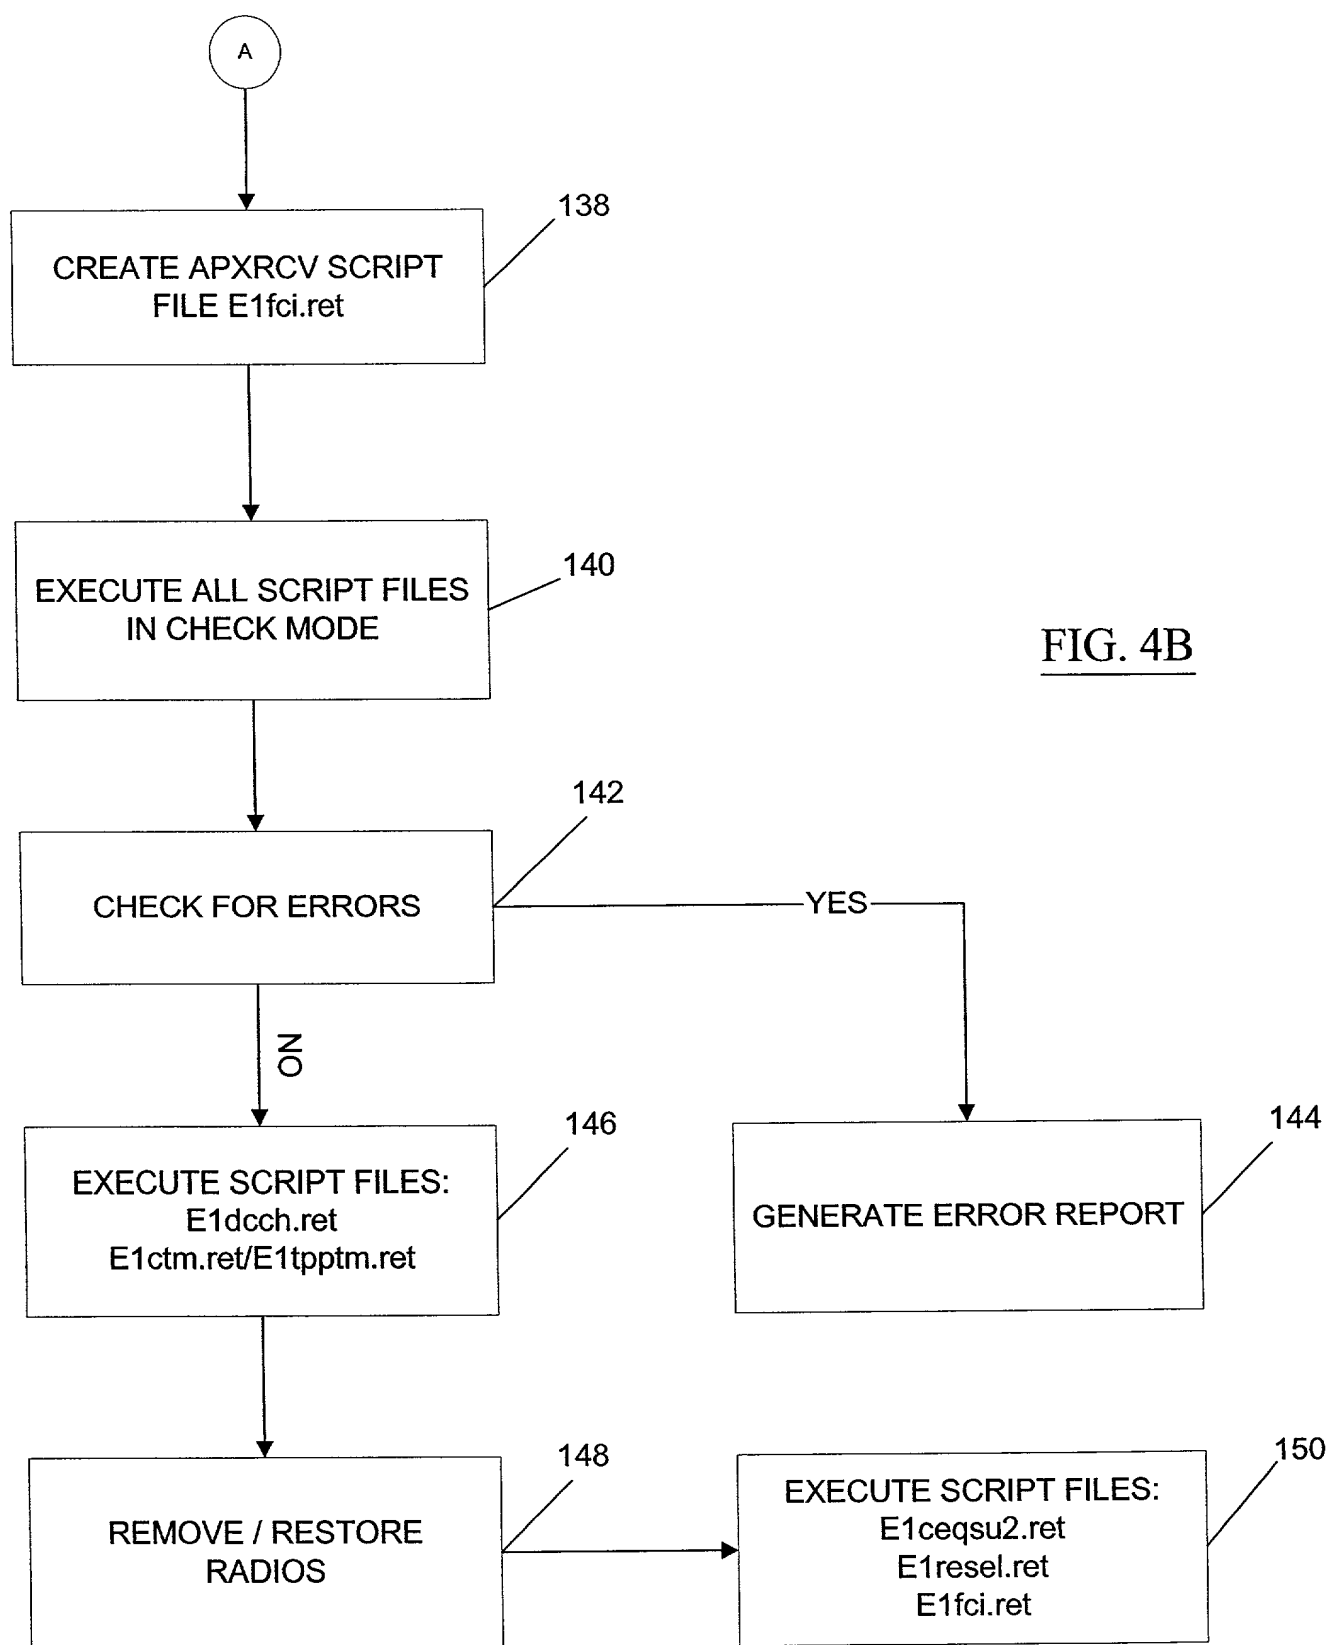 A
138
CREATE APXRCV SCRIPT
FILE E1fci.ret
140
EXECUTE ALL SCRIPT FILES
IN CHECK MODE
FIG. 4B
142
CHECK FOR ERRORS
YES
NO
146
EXECUTE SCRIPT FILES:
E1dcch.ret
E1ctm.ret/E1tpptm.ret
144
GENERATE ERROR REPORT
148
REMOVE / RESTORE
RADIOS
150
EXECUTE SCRIPT FILES:
E1ceqsu2.ret
E1resel.ret
E1fci.ret